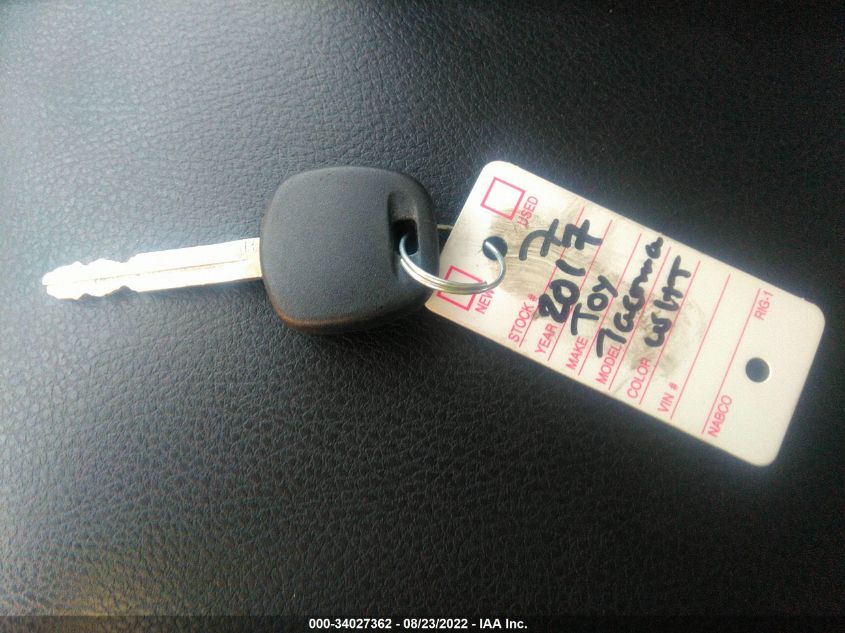 USED
NEW
STOCK # 7
YEAR 2017
MAKE Toy
MODEL Tacoma
COLOR WHT
VIN #
NABCO RIG-1
000-34027362 - 08/23/2022 - IAA Inc.